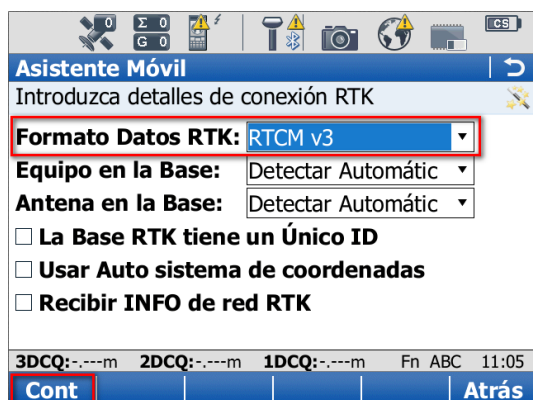 0 Σ 0 CS
G 0
Asistente Móvil
Introduzca detalles de conexión RTK
Formato Datos RTK: RTCM v3
Equipo en la Base: Detectar Automátic
Antena en la Base: Detectar Automátic
La Base RTK tiene un Único ID
Usar Auto sistema de coordenadas
Recibir INFO de red RTK
3DCQ:-.---m 2DCQ:-.---m 1DCQ:-.---m Fn ABC 11:05
Cont Atrás